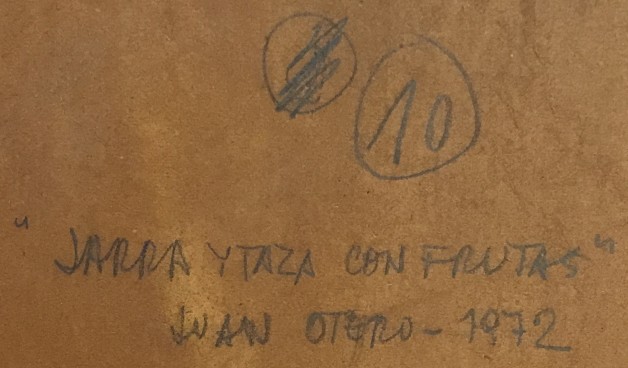 10
"JARRA Y TAZA CON FRUTAS"
JUAN OTERO - 1972